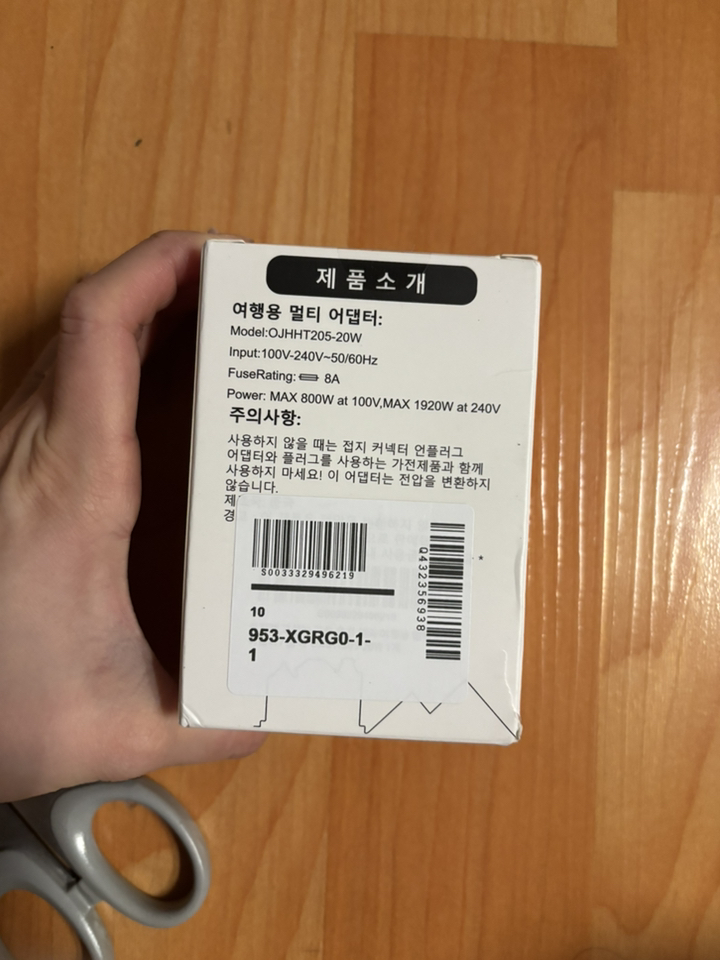 제품소개
여행용 멀티 어댑터:
Model:OJHHT205-20W
Input:100V-240V~50/60Hz
FuseRating: 8A
Power: MAX 800W at 100V,MAX 1920W at 240V
주의사항:
사용하지 않을 때는 접지 커넥터 언플러그
어댑터와 플러그를 사용하는 가전제품과 함께
사용하지 마세요! 이 어댑터는 전압을 변환하지
않습니다.
S0033329496219
Q432356938
*
10
953-XGRG0-1-
1